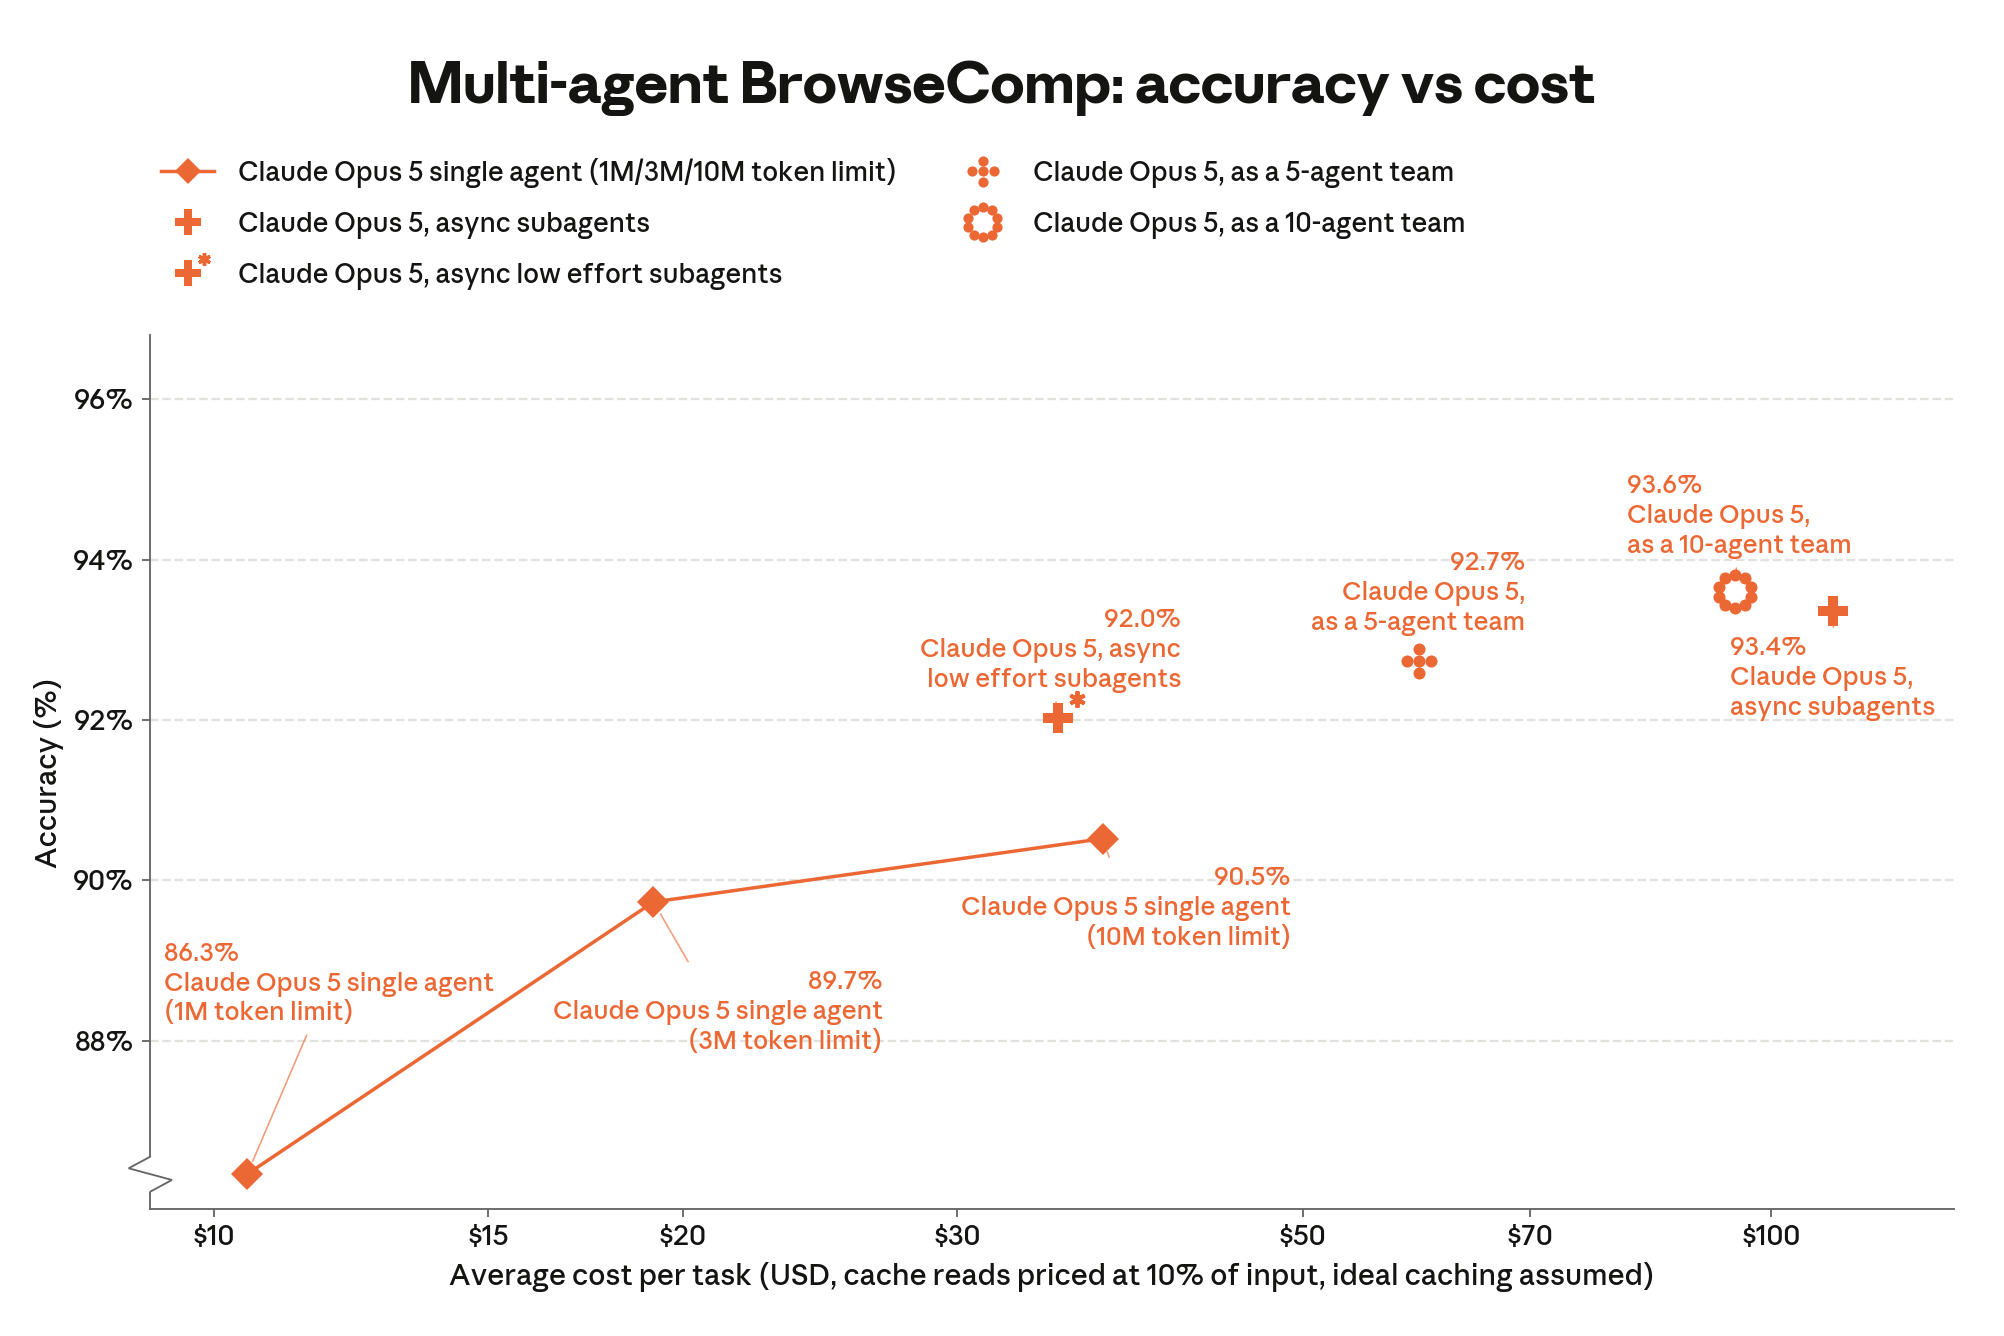 Multi-agent BrowseComp: accuracy vs cost
Claude Opus 5 single agent (1M/3M/10M token limit)
Claude Opus 5, async subagents
Claude Opus 5, async low effort subagents
Claude Opus 5, as a 5-agent team
Claude Opus 5, as a 10-agent team
Accuracy (%)
96%
94%
92%
90%
88%
93.6%
Claude Opus 5,
as a 10-agent team
92.7%
Claude Opus 5,
as a 5-agent team
92.0%
Claude Opus 5, async
low effort subagents
93.4%
Claude Opus 5,
async subagents
90.5%
Claude Opus 5 single agent
(10M token limit)
86.3%
Claude Opus 5 single agent
(1M token limit)
89.7%
Claude Opus 5 single agent
(3M token limit)
$10
$15
$20
$30
$50
$70
$100
Average cost per task (USD, cache reads priced at 10% of input, ideal caching assumed)